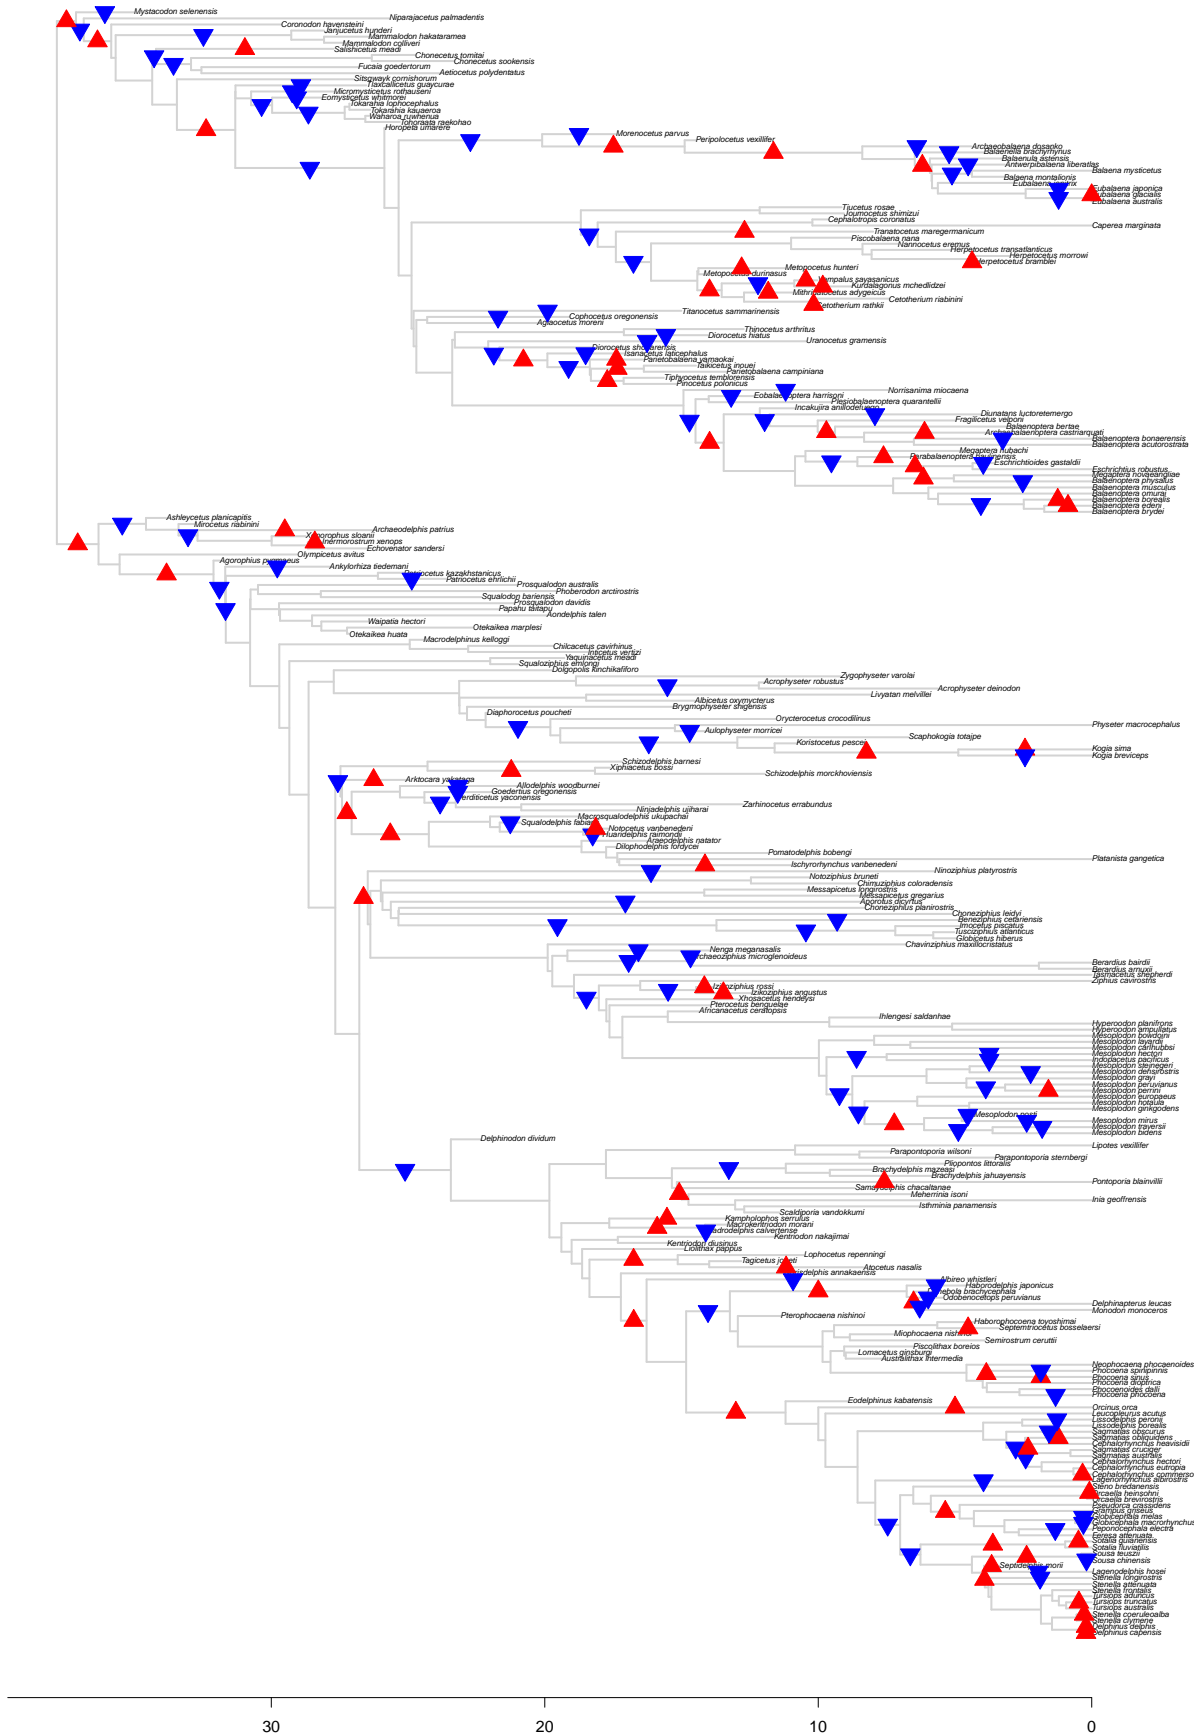 Mystacodon selenensis
Niparajacetus palmadentis
Coronodon havensteini
Janjucetus hunderi
Mammalodon hakataramea
Mammalodon colliveri
Salishicetus meadi
Chonecetus tomitai
Chonecetus sookensis
Fucaia goedertorum
Aetiocetus polydentatus
Sitsqwayk cornishorum
Tlaxcallicetus guaycurae
Micromysticetus rothauseni
Eomysticetus whitmorei
Tokarahia lophocephalus
Tokarahia kauaeroa
Waharoa ruwhenua
Tohoraata raekohao
Horopeta umarere
Morenocetus parvus
Peripolocetus vexillifer
Archaeobalaena dosanko
Balaenella brachyrhynus
Balaenula astensis
Antwerpibalaena liberatlas
Balaena mysticetus
Balaena montalionis
Eubalaena
Eubalaena japonica
Eubalaena glacialis
Eubalaena australis
Tiucetus rosae
Joumocetus shimizui
Cephalotropis coronatus
Caperea marginata
Tranatocetus maregermanicum
Piscobalaena nana
Nannocetus eremus
Herpetocetus transatlanticus
Herpetocetus morrowi
Herpetocetus bramblei
Metopocetus hunteri
Metopocetus durinasus
sayasanicus
Kurdalagonus mchedlidzei
adygeicus
Cetotherium riabinini
Cetotherium rathkii
Titanocetus sammarinensis
Cophocetus oregonensis
Aglaocetus moreni
Thinocetus arthritus
Diorocetus hiatus
Uranocetus gramensis
Diorocetus
Isanacetus laticephalus
Parietobalaena yamaokai
Taikicetus inouei
Parietobalaena campiniana
Tiphyocetus temblorensis
Pinocetus polonicus
Norrisanima miocaena
Eobalaenoptera harrisoni
Plesiobalaenoptera quarantellii
Incakujira anillodefuego
Diunatans luctoretemergo
Fragilicetus velponi
Balaenoptera bertae
Archaebalaenoptera castriarquati
Balaenoptera bonaerensis
Balaenoptera acutorostrata
Megaptera hubachi
Parabalaenoptera baulinensis
Eschrichtioides gastaldii
Eschrichtius robustus
Megaptera novaeangliae
Balaenoptera physalus
Balaenoptera musculus
Balaenoptera omurai
Balaenoptera borealis
Balaenoptera edeni
Balaenoptera brydei
Ashleycetus planicapitis
Mirocetus riabinini
Archaeodelphis patrius
Xenorophus sloanii
Inermorostrum xenops
Echovenator sandersi
Olympicetus avitus
Agorophius pygmaeus
Ankylorhiza tiedemani
kazakhstanicus
Patriocetus ehrlichii
Prosqualodon australis
Phoberodon arctirostris
Squalodon bariensis
Prosqualodon davidis
Papahu taitapu
Aondelphis talen
Waipatia hectori
Otekaikea marplesi
Otekaikea huata
Macrodelphinus kelloggi
Chilcacetus cavirhinus
Inticetus vertizi
Yaquinacetus meadi
Squaloziphius emlongi
Dolgopolis kinchikafiforo
Zygophyseter varolai
Acrophyseter robustus
Acrophyseter deinodon
Livyatan melvillei
Albicetus oxymycterus
Brygmophyseter shigensis
Diaphorocetus poucheti
Orycterocetus crocodilinus
Physeter macrocephalus
Aulophyseter morricei
Scaphokogia totajpe
Koristocetus pescei
Kogia sima
Kogia breviceps
Schizodelphis barnesi
Xiphiacetus bossi
Schizodelphis morckhoviensis
Arktocara yakataga
Allodelphis woodburnei
Goedertius oregonensis
yaconensis
Zarhinocetus errabundus
Ninjadelphis ujiharai
Macrosqualodelphis ukupachai
Squalodelphis fabianii
Notocetus vanbenedeni
Huaridelphis raimondii
Araeodelphis natator
Dilophodelphis fordycei
Pomatodelphis bobengi
Platanista gangetica
Ischyrorhynchus vanbenedeni
Ninoziphius platyrostris
Notoziphius bruneti
Chimuziphius coloradensis
Messapicetus longirostris
Messapicetus gregarius
Aporotus dicyrtus
Choneziphius planirostris
Choneziphius leidyi
Beneziphius cetariensis
Imocetus piscatus
Tusciziphius atlanticus
Globicetus hiberus
Chavinziphius maxillocristatus
Nenga meganasalis
Archaeoziphius microglenoideus
Berardius bairdii
Berardius arnuxii
Tasmacetus shepherdi
Ziphius cavirostris
Izikoziphius rossi
Izikoziphius angustus
Xhosacetus hendeysi
Pterocetus benguelae
Africanacetus ceratopsis
Ihlengesi saldanhae
Hyperoodon planifrons
Hyperoodon ampullatus
Mesoplodon bowdoini
Mesoplodon layardii
Mesoplodon carlhubbsi
Mesoplodon hectori
Indopacetus pacificus
Mesoplodon stejnegeri
Mesoplodon densirostris
Mesoplodon grayi
Mesoplodon peruvianus
Mesoplodon perrini
Mesoplodon europaeus
Mesoplodon hotaula
Mesoplodon ginkgodens
Mesoplodon posti
Mesoplodon mirus
Mesoplodon traversii
Mesoplodon bidens
Delphinodon dividum
Lipotes vexillifer
Parapontoporia wilsoni
Parapontoporia sternbergi
Pliopontos littoralis
Brachydelphis mazeasi
Brachydelphis jahuayensis
Pontoporia blainvillii
Samaydelphis chacaltanae
Meherrinia isoni
Inia geoffrensis
Isthminia panamensis
Scaldiporia vandokkumi
Kampholophos serrulus
Macrokentriodon morani
Hadrodelphis calvertense
Kentriodon nakajimai
Kentriodon diusinus
Liolithax pappus
Lophocetus repenningi
Tagicetus joneti
Atocetus nasalis
annakaensis
Albireo whistleri
Haborodelphis japonicus
brachycephala
Odobenocetops peruvianus
Delphinapterus leucas
Monodon monoceros
Pterophocaena nishinoi
Haborophocoena toyoshimai
Septemtriocetus bosselaersi
Miophocaena nishinoi
Semirostrum ceruttii
Piscolithax boreios
Lomacetus ginsburgi
Australithax intermedia
Neophocaena phocaenoides
Phocoena spinipinnis
Phocoena sinus
Phocoena dioptrica
Phocoenoides dalli
Phocoena phocoena
Eodelphinus kabatensis
Orcinus orca
Leucopleurus acutus
Lissodelphis peronii
Lissodelphis borealis
Sagmatias obscurus
Sagmatias obliquidens
Cephalorhynchus heavisidii
Sagmatias cruciger
Sagmatias australis
Cephalorhynchus hectori
Cephalorhynchus eutropia
Cephalorhynchus commerso
Lagenorhynchus albirostris
Steno bredanensis
Orcaella heinsohni
Orcaella brevirostris
Pseudorca crassidens
Grampus griseus
Globicephala melas
Globicephala macrorhynchus
Peponocephala electra
Feresa attenuata
Sotalia guianensis
Sotalia fluviatilis
Sousa teuszii
Sousa chinensis
Septidelphis morii
Lagenodelphis hosei
Stenella longirostris
Stenella attenuata
Stenella frontalis
Tursiops aduncus
Tursiops truncatus
Tursiops australis
Stenella coeruleoalba
Stenella clymene
Delphinus delphis
Delphinus capensis
30 20 10 0